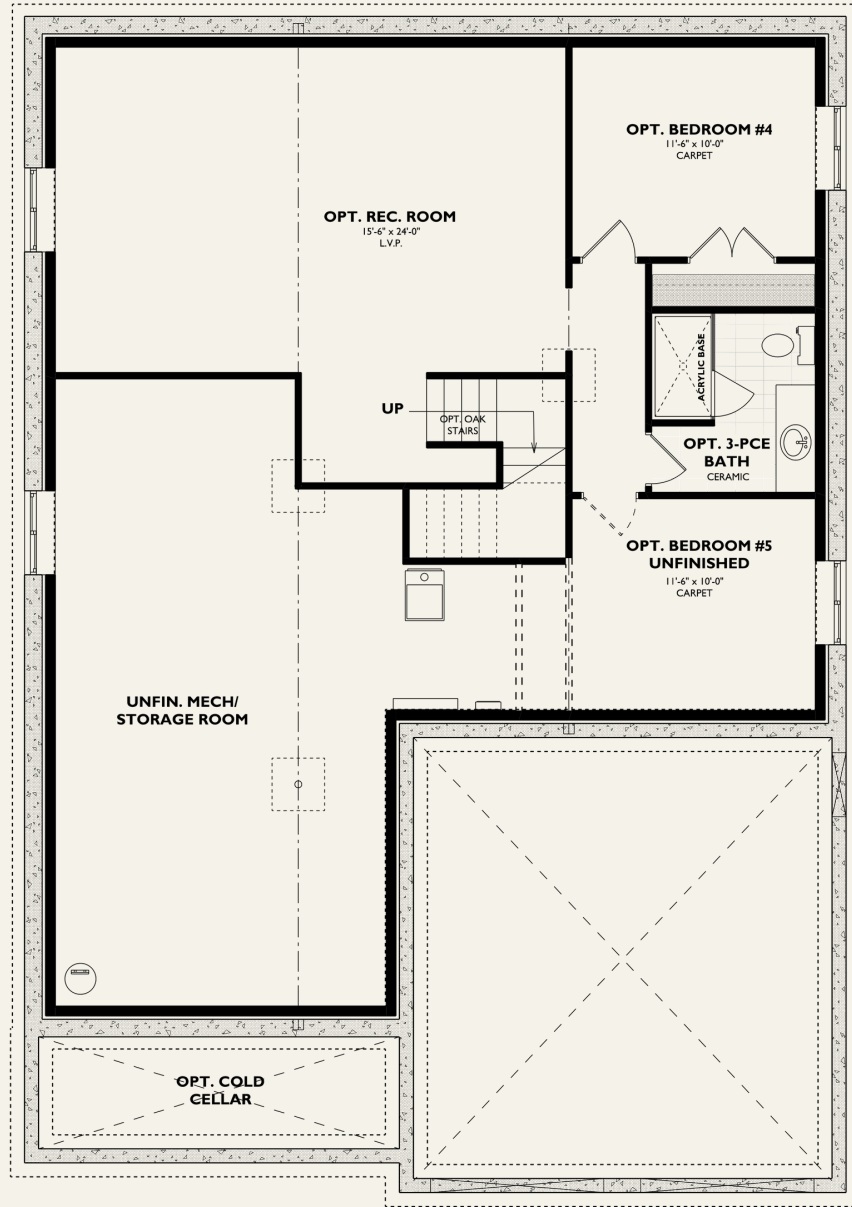 OPT. BEDROOM #4
11'-6" x 10'-0"
CARPET
OPT. REC. ROOM
15'-6" x 24'-0"
L.V.P.
ACRYLIC BASE
UP
OPT. OAK
STAIRS
OPT. 3-PCE
BATH
CERAMIC
OPT. BEDROOM #5
UNFINISHED
11'-6" x 10'-0"
CARPET
UNFIN. MECH/
STORAGE ROOM
OPT. COLD
CELLAR